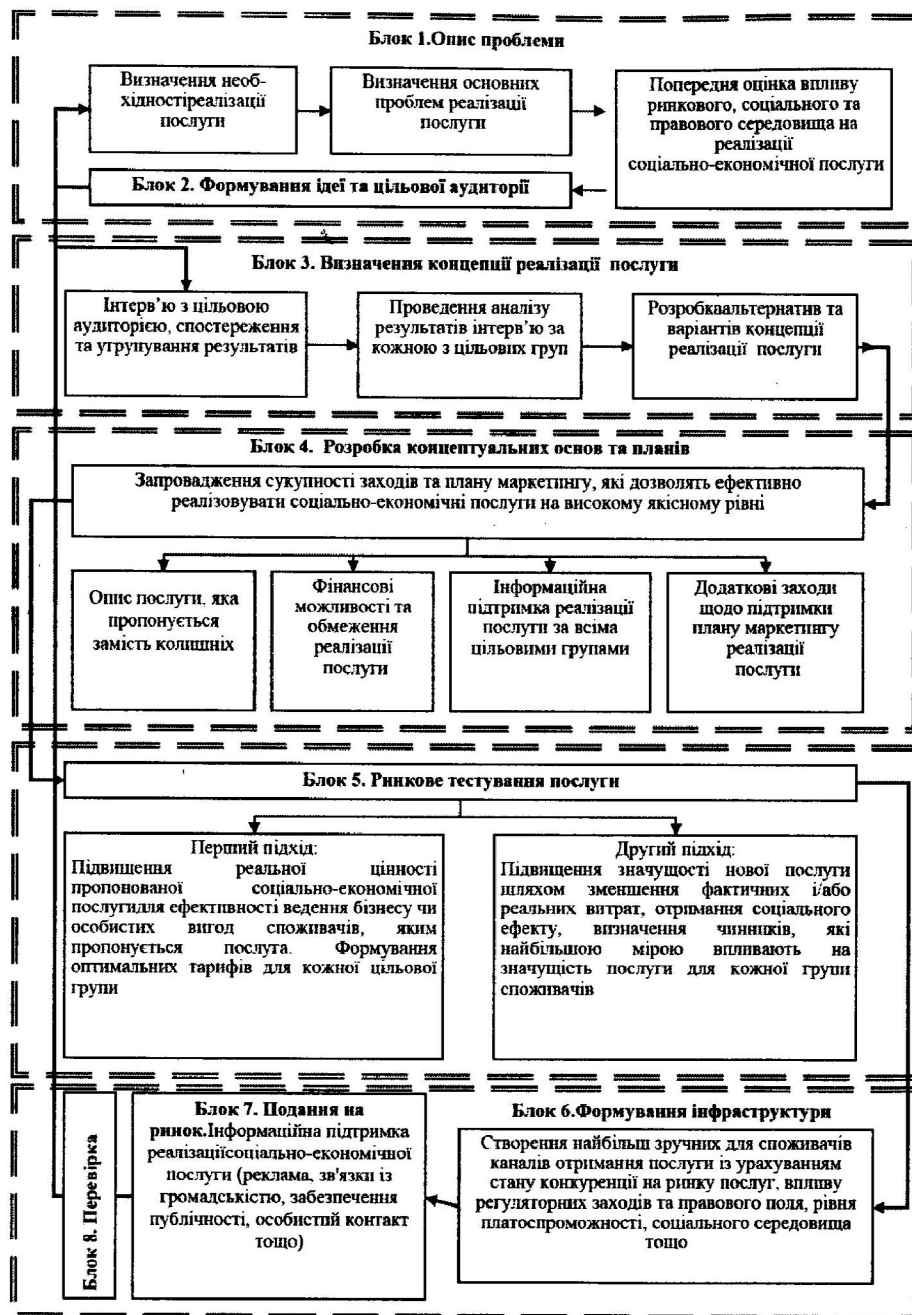 Блок 1.Опис проблеми
Визначення необ-
хідностіреалізації
послуги
Визначення основних
проблем реалізації
послуги
Попередня оцінка впливу
ринкового, соціального та
правового середовища на
реалізації
соціально-економічної послуги
Блок 2. Формування ідеї та цільової аудиторії
Блок 3. Визначення концепції реалізації послуги
Інтерв’ю з цільовою
аудиторією, спостереження
та угрупування результатів
Проведення аналізу
результатів інтерв’ю за
кожною з цільових груп
Розробкаальтернатив та
варіантів концепції
реалізації послуги
Блок 4. Розробка концептуальних основ та планів
Запровадження сукупності заходів та плану маркетингу, які дозволять ефективно
реалізовувати соціально-економічні послуги на високому якісному рівні
Опис послуги, яка
пропонується
замість колишніх
Фінансові
можливості та
обмеження
реалізації
послуги
Інформаційна
підтримка реалізації
послуги за всіма
цільовими групами
Додаткові заходи
щодо підтримки
плану маркетингу
реалізації
послуги
Блок 5. Ринкове тестування послуги
Перший підхід:
Підвищення реальної цінності
пропонованої соціально-економічної
послугидля ефективності ведення бізнесу чи
особистих вигод споживачів, яким
пропонується послуга. Формування
оптимальних тарифів для кожної цільової
групи
Другий підхід:
Підвищення значущості нової послуги
шляхом зменшення фактичних і/або
реальних витрат, отримання соціального
ефекту, визначення чинників, які
найбільшою мірою впливають на
значущість послуги для кожної групи
споживачів
Блок 8. Перевірка
Блок 7. Подання на
ринок.Інформаційна підтримка
реалізаціїсоціально-економічної
послуги (реклама, зв'язки із
громадськістю, забезпечення
публічності, особистий контакт
тощо)
Блок 6.Формування інфраструктури
Створення найбільш зручних для споживачів
каналів отримання послуги із урахуванням
стану конкуренції на ринку послуг, впливу
регуляторних заходів та правового поля, рівня
платоспроможності, соціального середовища
тощо